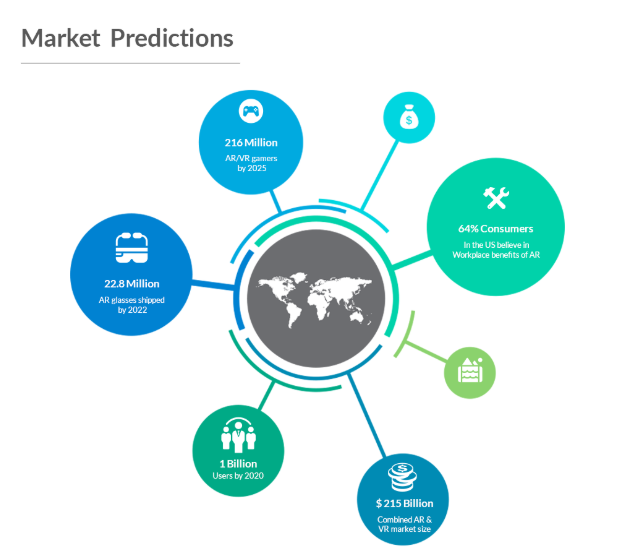 Market Predictions
216 Million
AR/VR gamers
by 2025
$
64% Consumers
In the US believe in
Workplace benefits of AR
22.8 Million
AR glasses shipped
by 2022
1 Billion
Users by 2020
$
$ 215 Billion
Combined AR &
VR market size